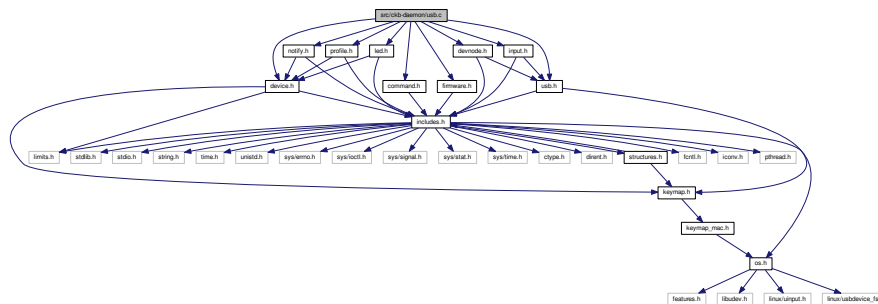 src/ckb-daemon/usb.c
notify.h profile.h led.h devnode.h input.h
device.h command.h firmware.h usb.h
includes.h
limits.h stdlib.h stdio.h string.h time.h unistd.h sys/errno.h sys/ioctl.h sys/signal.h sys/stat.h sys/time.h ctype.h dirent.h structures.h fcntl.h iconv.h pthread.h
keymap.h
keymap_mac.h
os.h
features.h libudev.h linux/uinput.h linux/usbdevice_fs